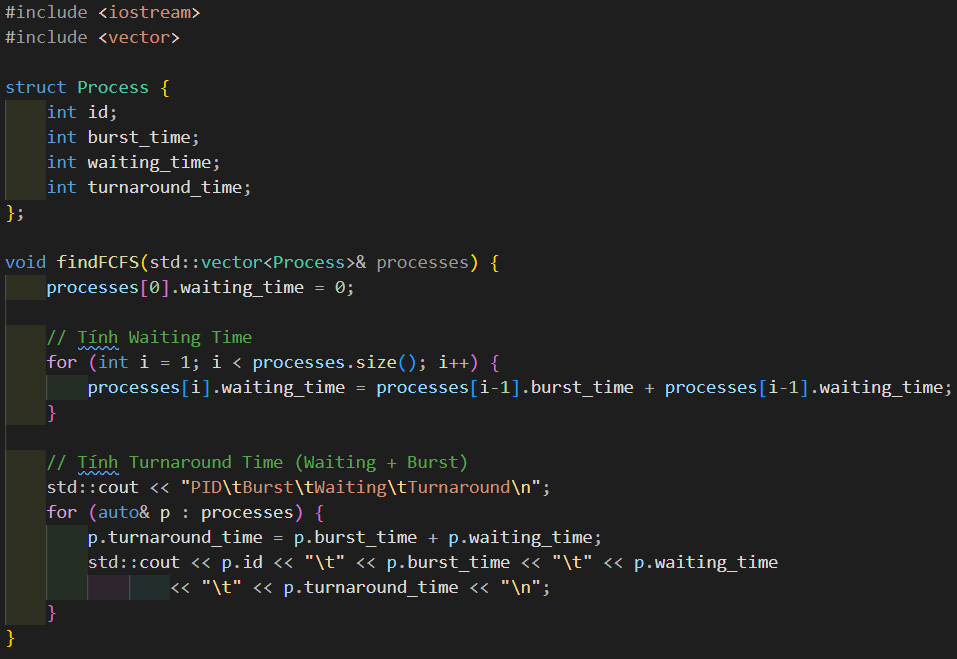 #include <iostream>
#include <vector>

struct Process {
    int id;
    int burst_time;
    int waiting_time;
    int turnaround_time;
};

void findFCFS(std::vector<Process>& processes) {
    processes[0].waiting_time = 0;

    // Tính Waiting Time
    for (int i = 1; i < processes.size(); i++) {
        processes[i].waiting_time = processes[i-1].burst_time + processes[i-1].waiting_time;
    }

    // Tính Turnaround Time (Waiting + Burst)
    std::cout << "PID\tBurst\tWaiting\tTurnaround\n";
    for (auto& p : processes) {
        p.turnaround_time = p.burst_time + p.waiting_time;
        std::cout << p.id << "\t" << p.burst_time << "\t" << p.waiting_time
                << "\t" << p.turnaround_time << "\n";
    }
}